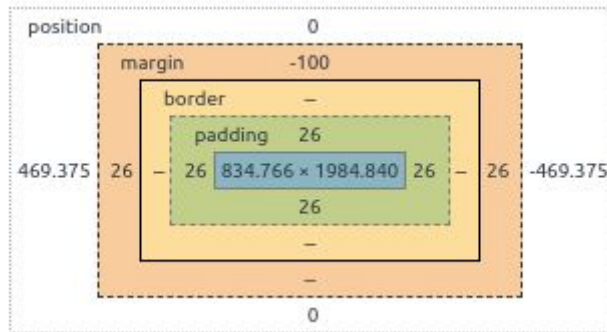 position 0
margin -100
border –
padding 26
469.375 26 – 26 834.766 × 1984.840 26 – 26 -469.375
26
–
–
0